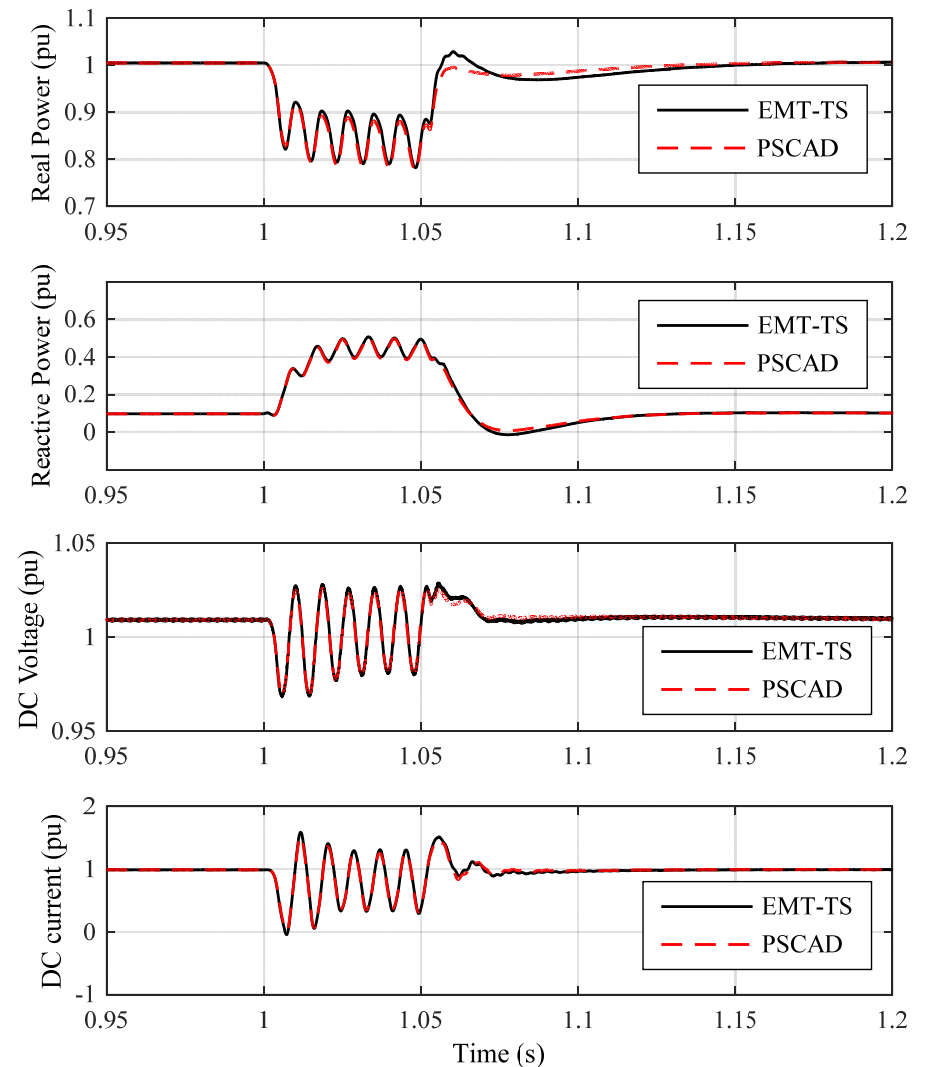 Real Power (pu)
1.1
1
0.9
0.8
0.7
EMT-TS
PSCAD
0.95 1 1.05 1.1 1.15 1.2
Reactive Power (pu)
0.6
0.4
0.2
0
EMT-TS
PSCAD
0.95 1 1.05 1.1 1.15 1.2
DC Voltage (pu)
1.05
1
0.95
EMT-TS
PSCAD
0.95 1 1.05 1.1 1.15 1.2
DC current (pu)
2
1
0
-1
EMT-TS
PSCAD
0.95 1 1.05 1.1 1.15 1.2
Time (s)